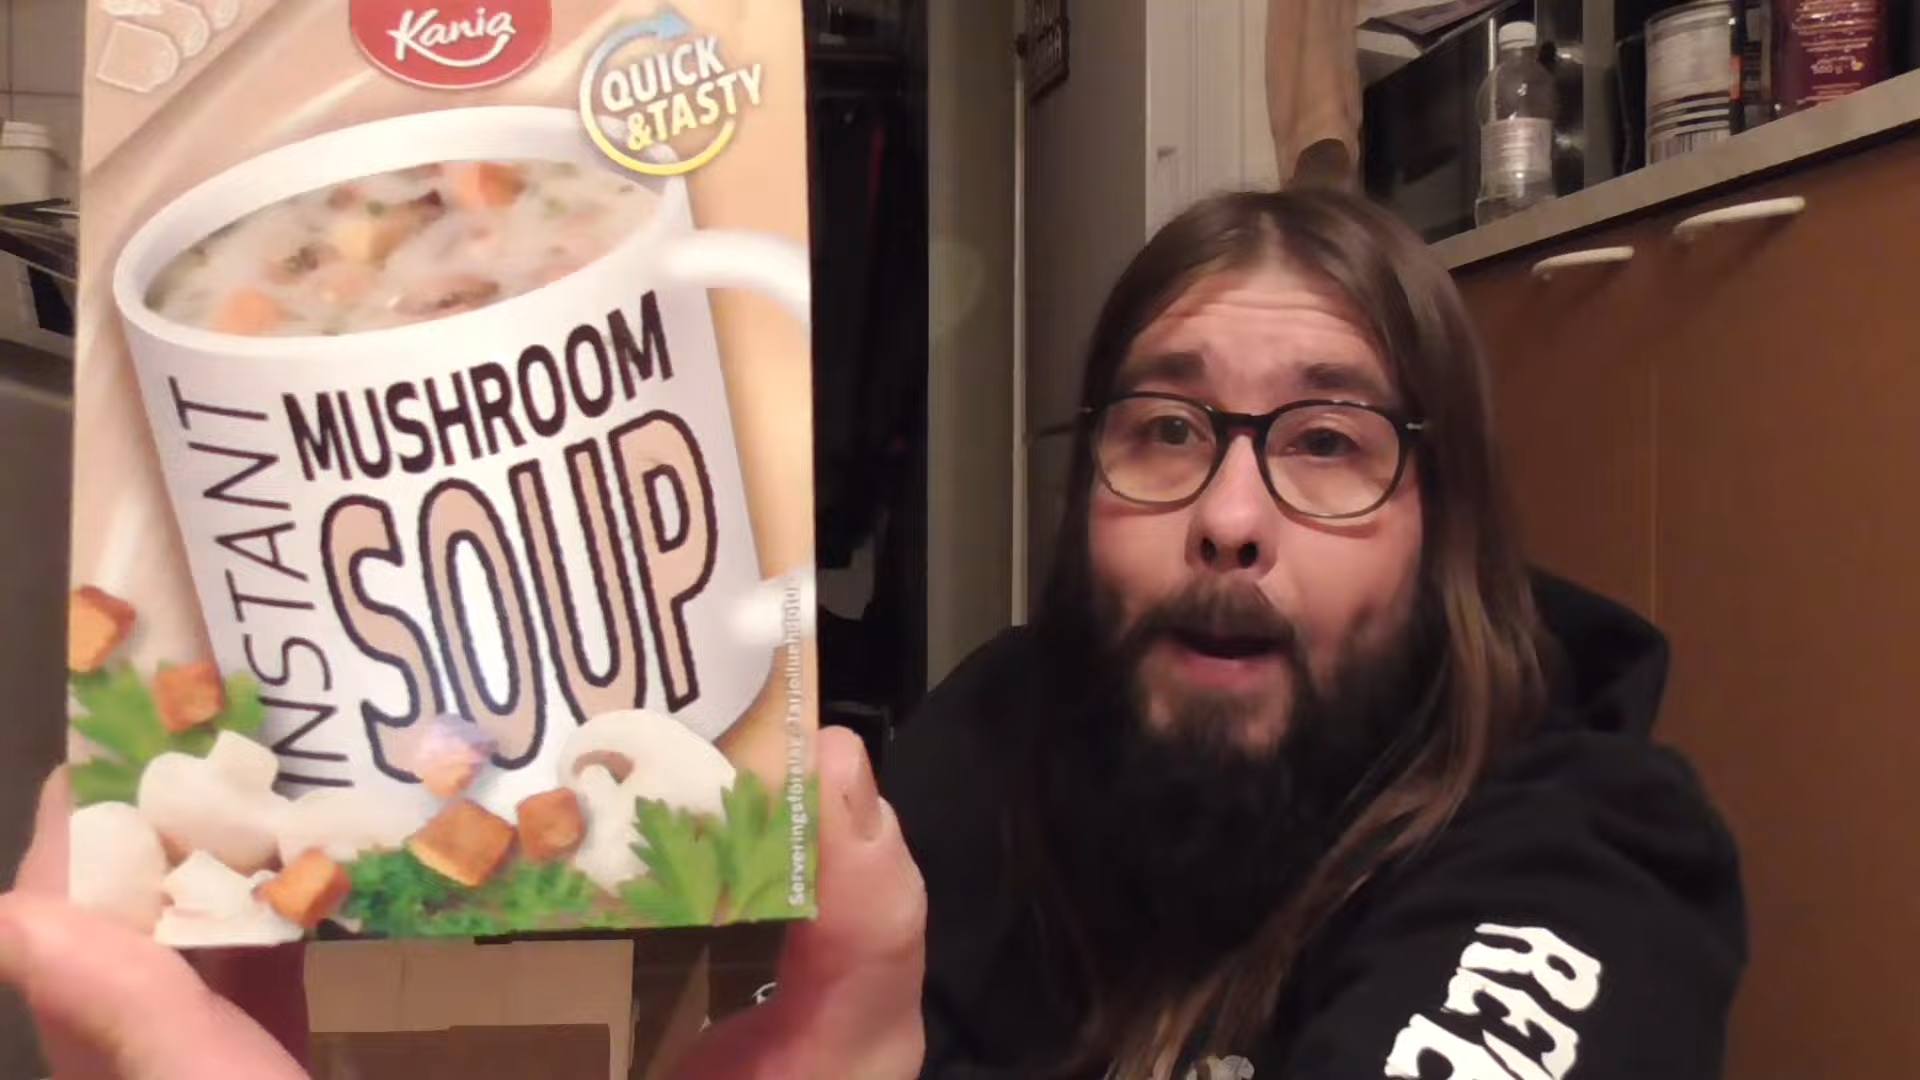 Kania
QUICK
&TASTY
INSTANT
MUSHROOM
SOUP
Serveringsforslag / Tarjoiluehdotus